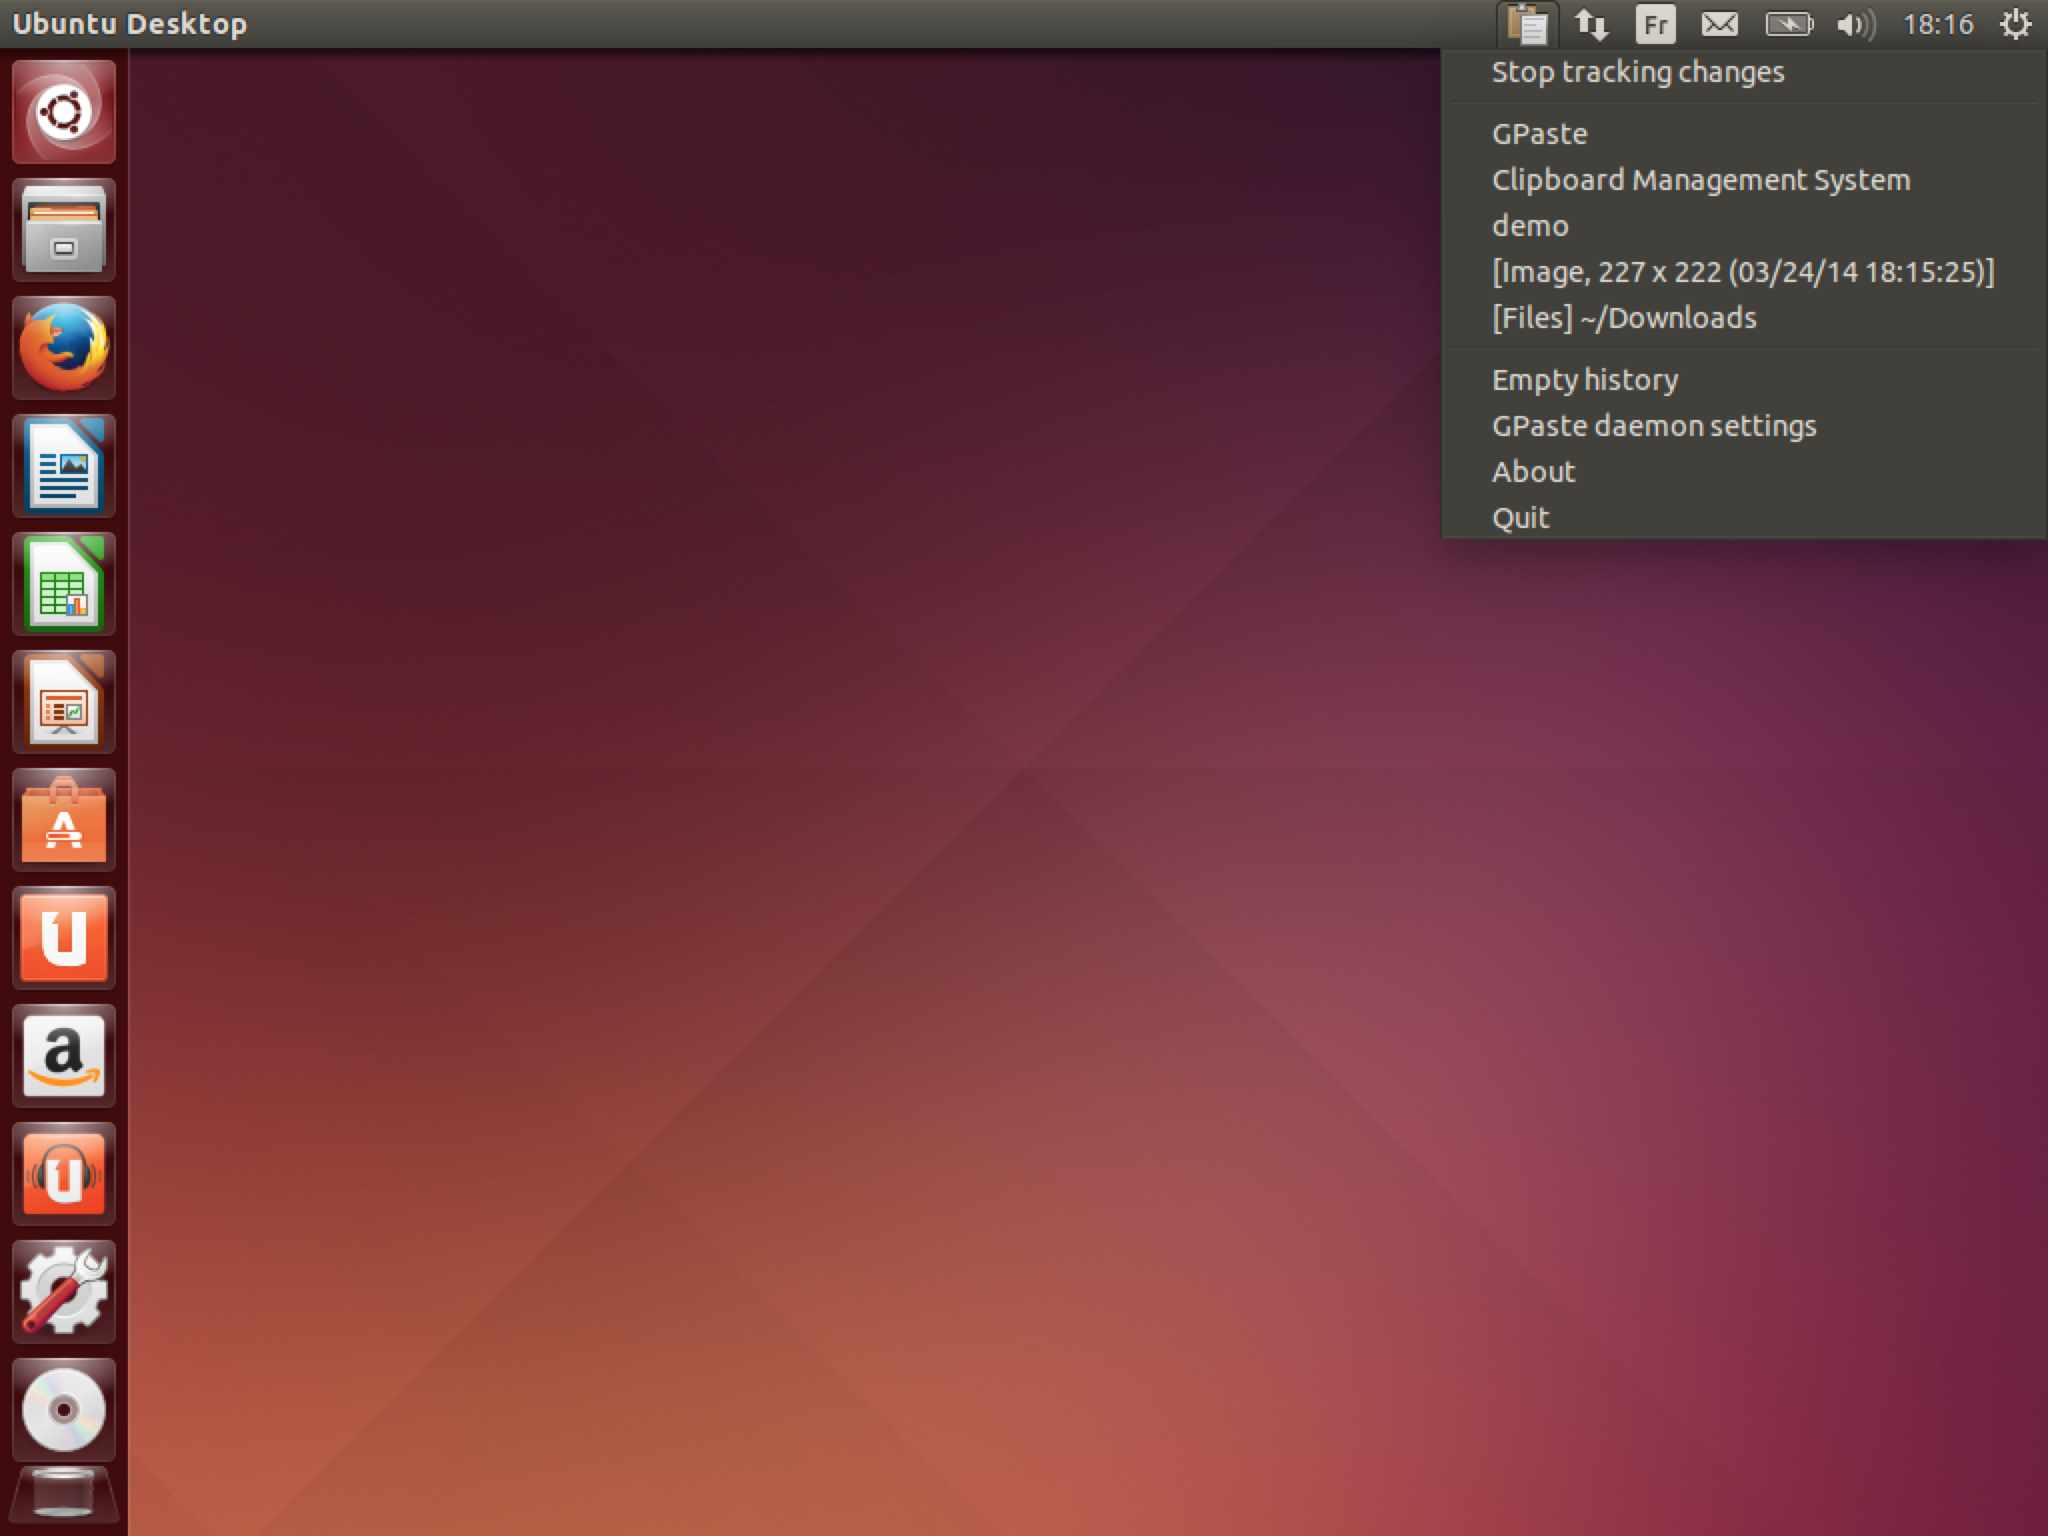 Ubuntu Desktop
Fr
18:16
Stop tracking changes
GPaste
Clipboard Management System
demo
[Image, 227 x 222 (03/24/14 18:15:25)]
[Files] ~/Downloads
Empty history
GPaste daemon settings
About
Quit
A
U
a
U